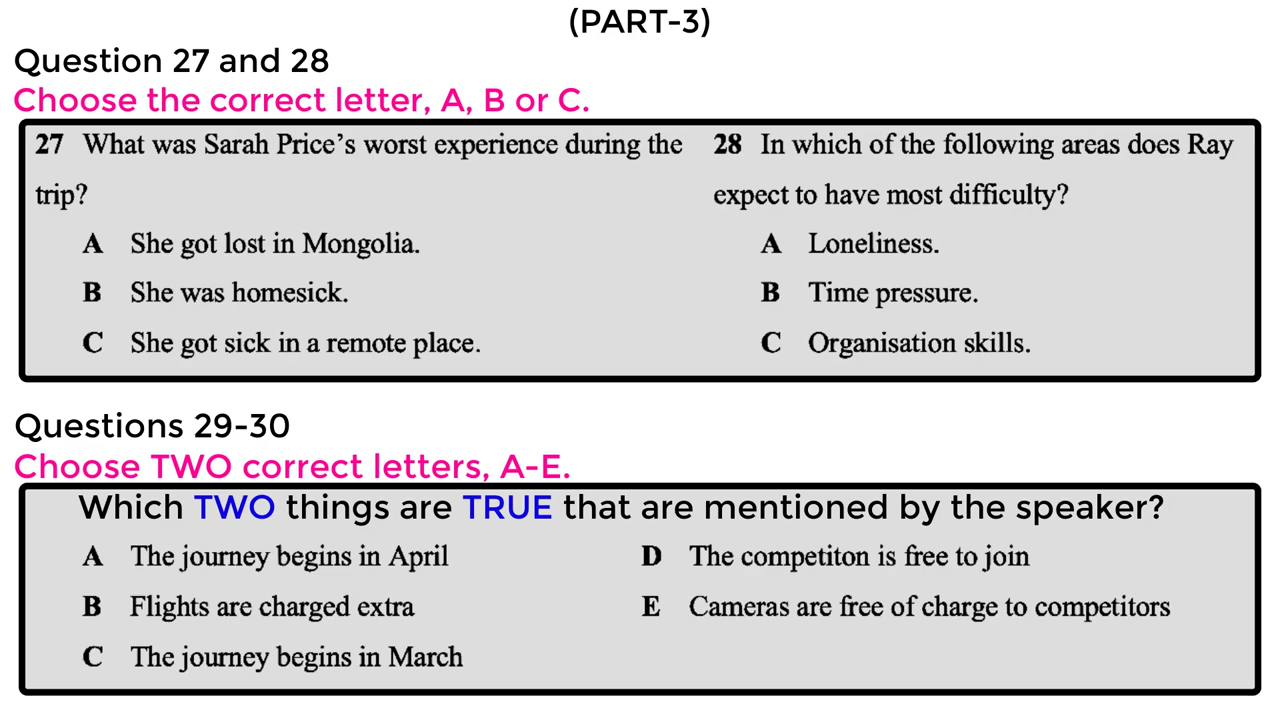 (PART-3)
Question 27 and 28
Choose the correct letter, A, B or C.
27 What was Sarah Price's worst experience during the
trip?
A She got lost in Mongolia.
B She was homesick.
C She got sick in a remote place.
28 In which of the following areas does Ray
expect to have most difficulty?
A Loneliness.
B Time pressure.
C Organisation skills.
Questions 29-30
Choose TWO correct letters, A-E.
Which TWO things are TRUE that are mentioned by the speaker?
A The journey begins in April
B Flights are charged extra
C The journey begins in March
D The competiton is free to join
E Cameras are free of charge to competitors